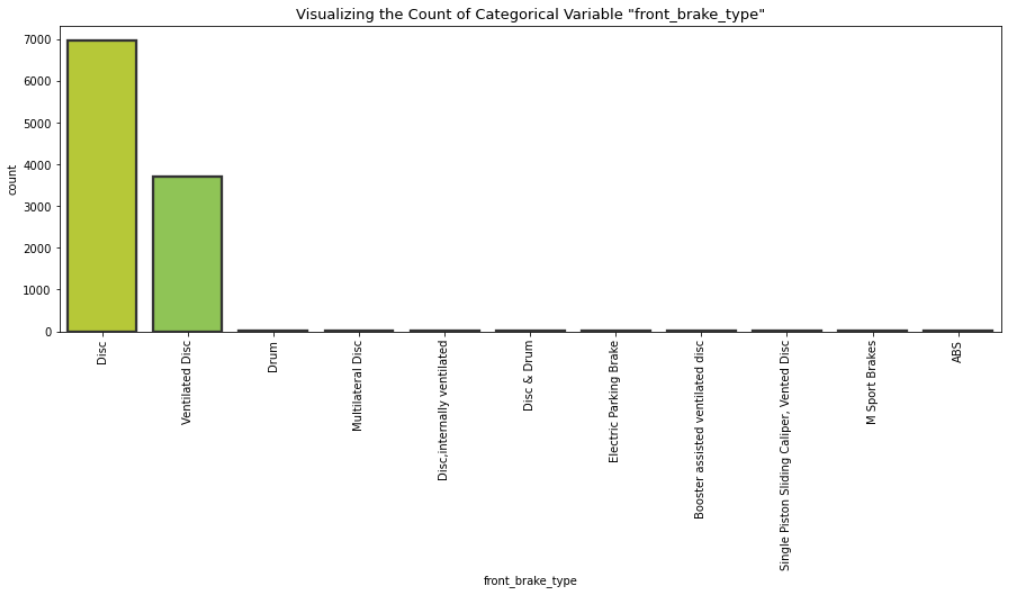 Visualizing the Count of Categorical Variable "front_brake_type"
7000
6000
5000
4000
3000
2000
1000
0
count
Disc
Ventilated Disc
Drum
Multilateral Disc
Disc,internally ventilated
Disc & Drum
Electric Parking Brake
Booster assisted ventilated disc
Single Piston Sliding Caliper, Vented Disc
M Sport Brakes
ABS
front_brake_type